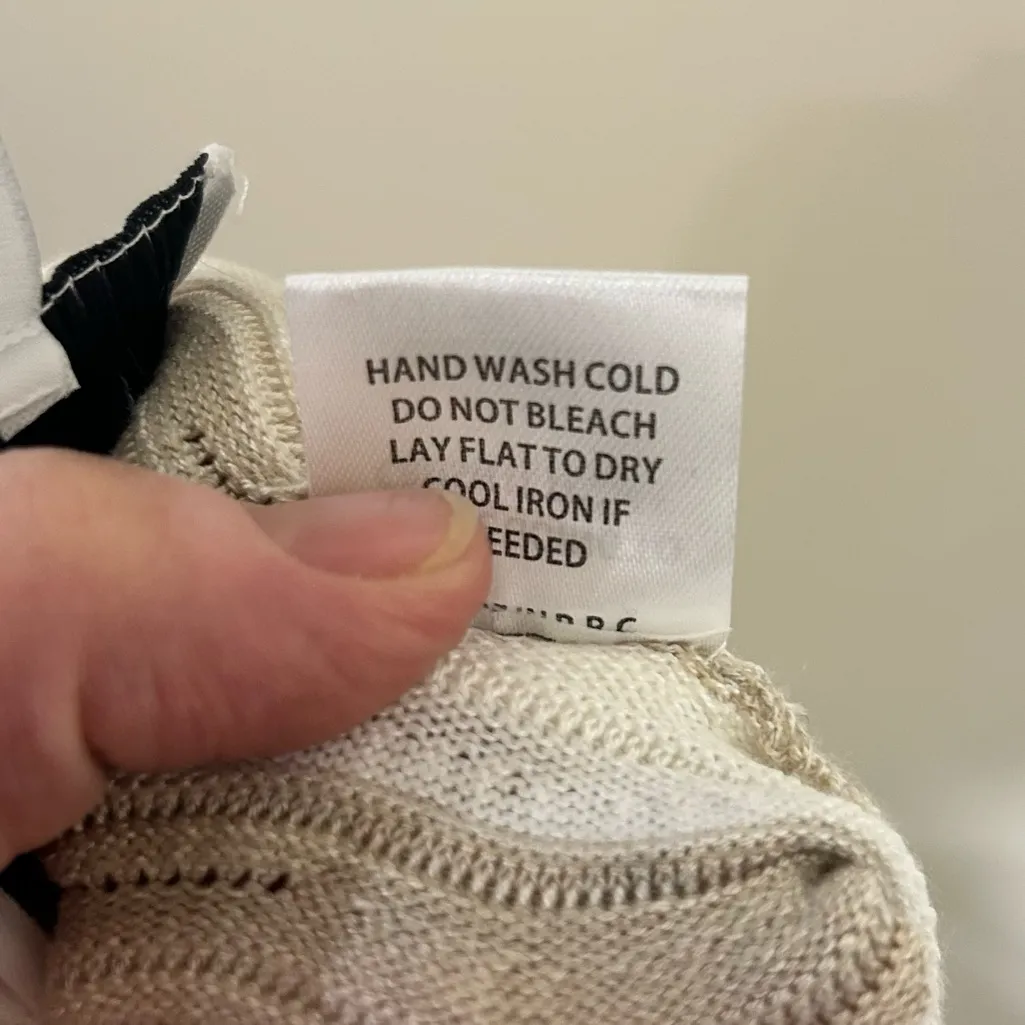 HAND WASH COLD
DO NOT BLEACH
LAY FLAT TO DRY
COOL IRON IF
EEDED